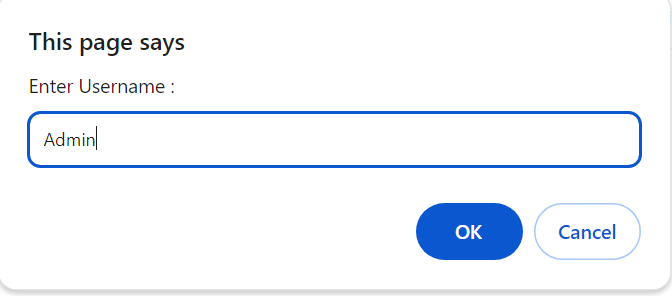 This page says
Enter Username :
Admin
OK Cancel